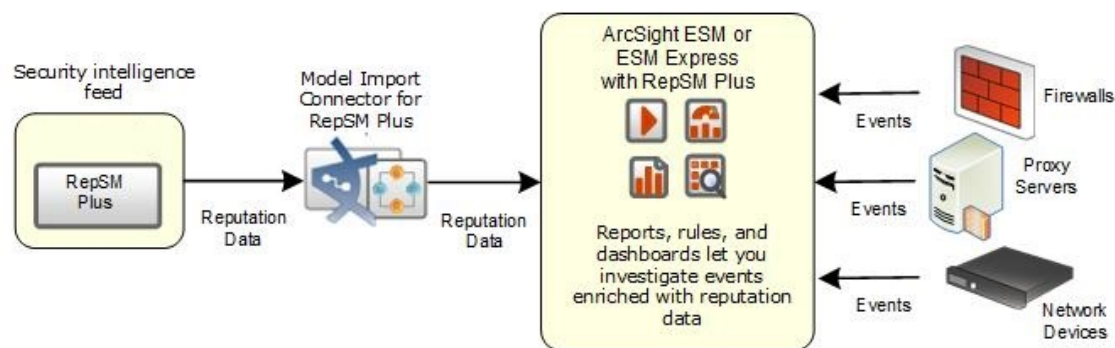 Security intelligence
feed
RepSM
Plus
Reputation
Data
Model Import
Connector for
RepSM Plus
Reputation
Data
ArcSight ESM or
ESM Express
with RepSM Plus
Reports, rules, and
dashboards let you
investigate events
enriched with reputation
data
Events
Firewalls
Events
Proxy
Servers
Events
Network
Devices